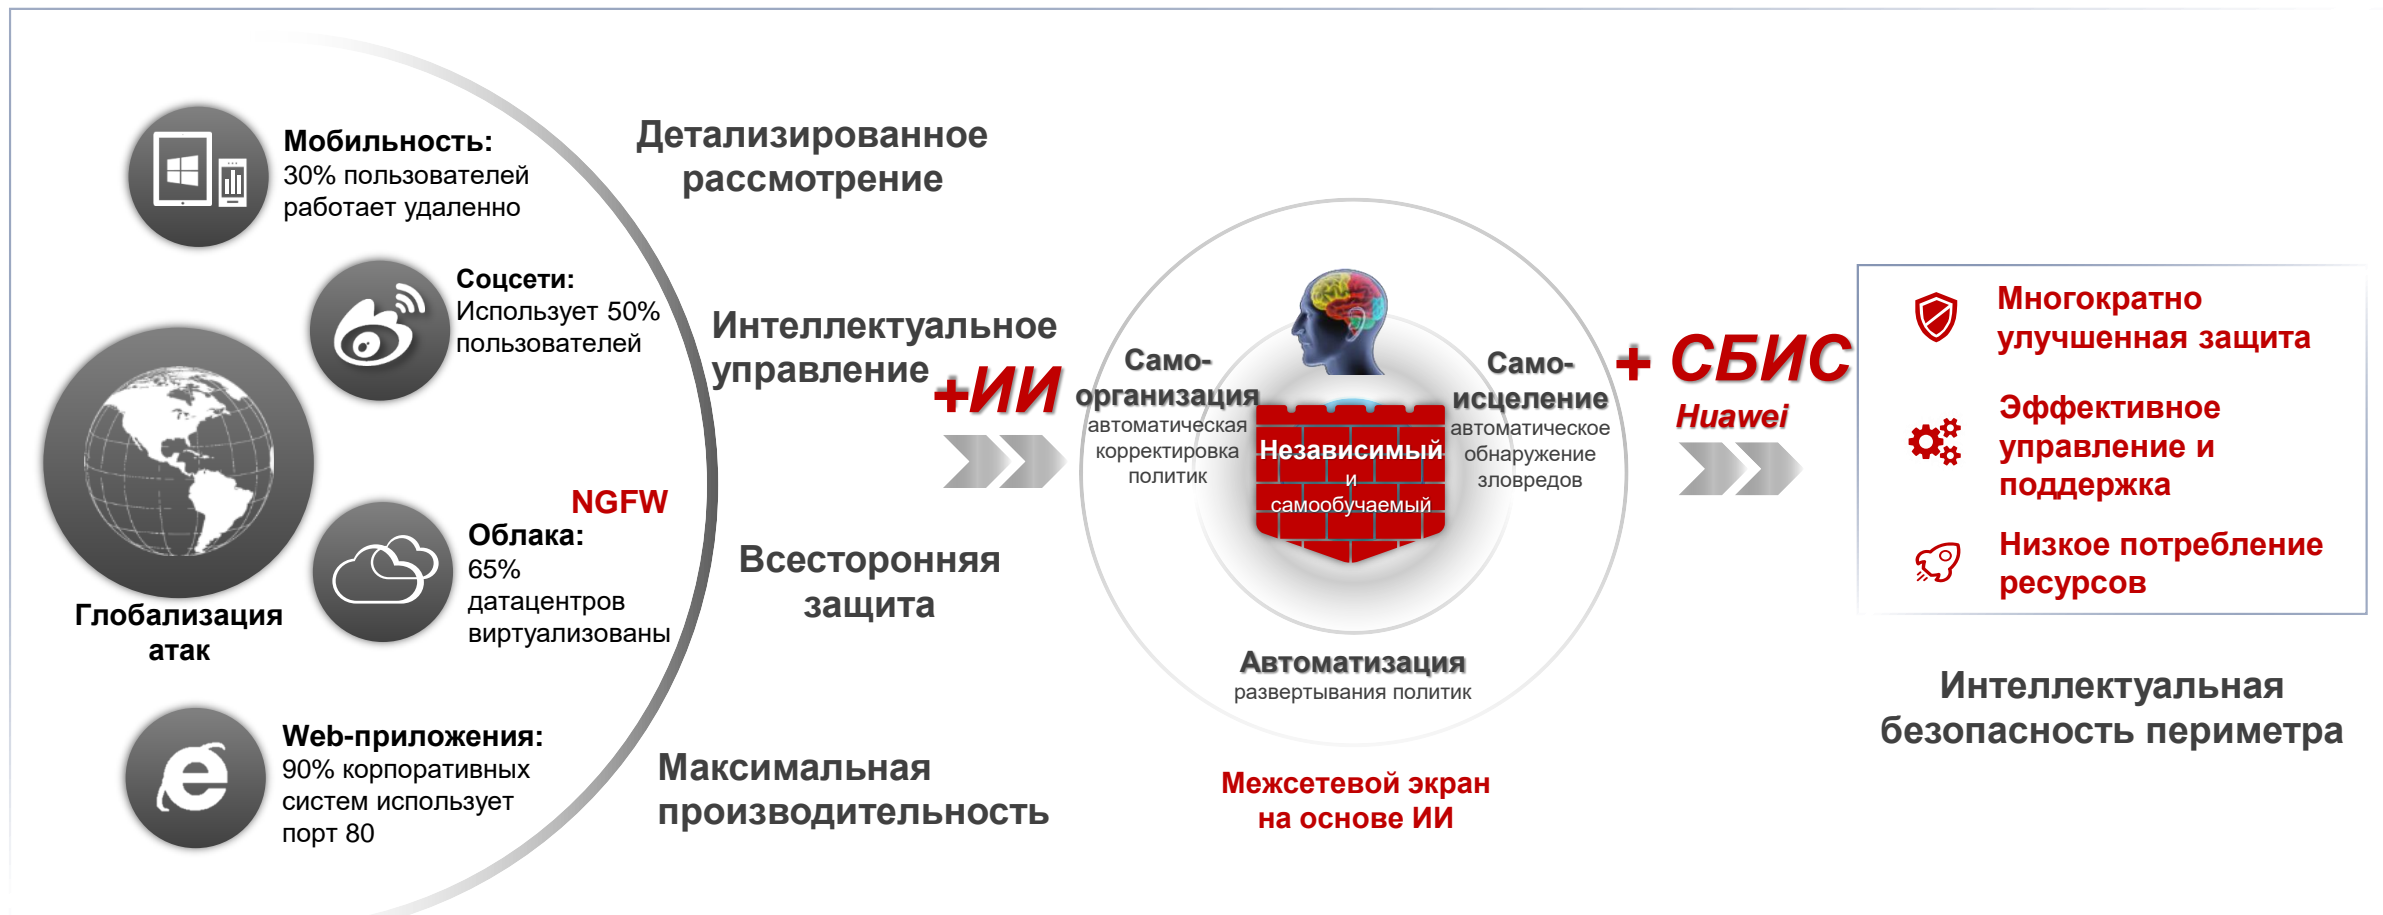 Мобильность:
30% пользователей
работает удаленно
Соцсети:
Использует 50%
пользователей
Глобализация
атак
NGFW
Облака:
65%
датацентров
виртуализованы
Web-приложения:
90% корпоративных
систем использует
порт 80
Детализированное
рассмотрение
Интеллектуальное
управление
Всесторонняя
защита
Максимальная
производительность
+ИИ
Само-
организация
автоматическая
корректировка
политик
Независимый
и
самообучаемый
Само-
исцеление
автоматическое
обнаружение
зловредов
Автоматизация
развертывания политик
Межсетевой экран
на основе ИИ
+ СБИС
Huawei
Многократно
улучшенная защита
Эффективное
управление и
поддержка
Низкое потребление
ресурсов
Интеллектуальная
безопасность периметра